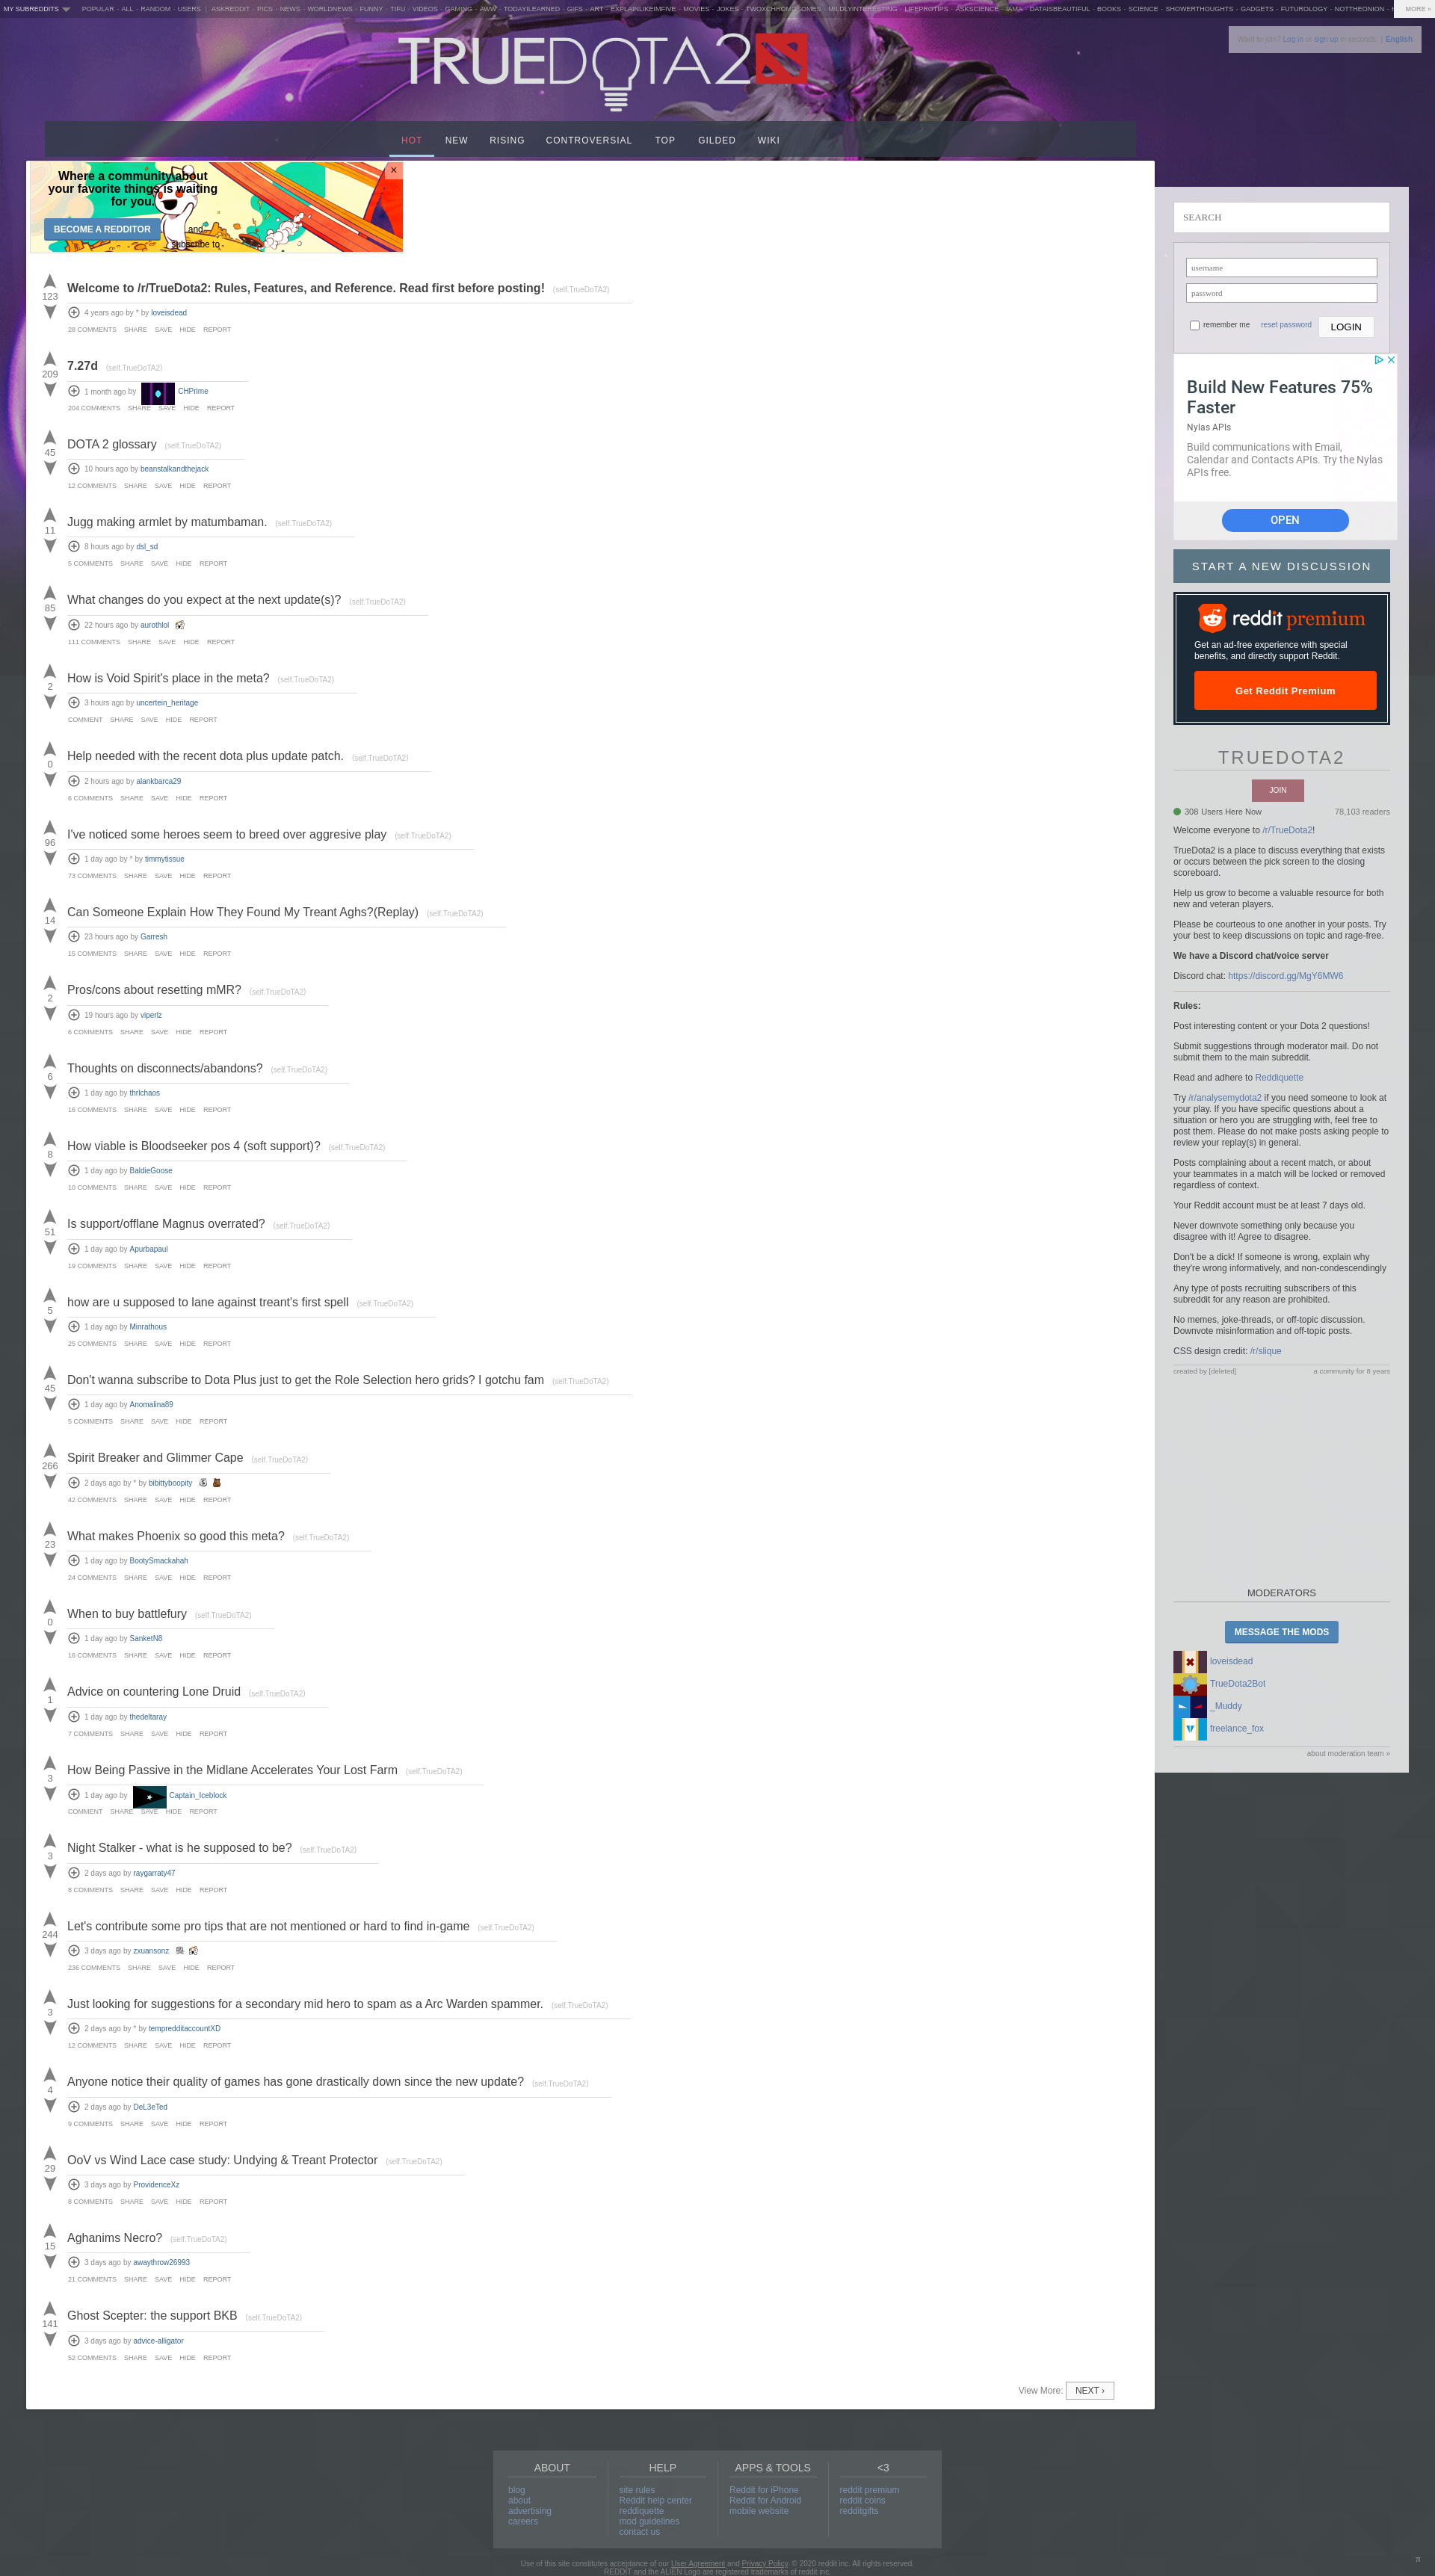 MY SUBREDDITS POPULAR - ALL - RANDOM - USERS | ASKREDDIT - PICS - NEWS - WORLDNEWS - FUNNY - TIFU - VIDEOS - GAMING - AWW - TODAYILEARNED - GIFS - ART - EXPLAINLIKEIMFIVE - MOVIES - JOKES - TWOXCHROMOSOMES - MILDLYINTERESTING - LIFEPROTIPS - ASKSCIENCE - IAMA - DATAISBEAUTIFUL - BOOKS - SCIENCE - SHOWERTHOUGHTS - GADGETS - FUTUROLOGY - NOTTHEONION MORE »
Want to join? Log in or sign up in seconds. | English
TRUEDOTA2
HOT NEW RISING CONTROVERSIAL TOP GILDED WIKI
Where a community about
your favorite things is waiting
for you.
×
BECOME A REDDITOR
and
subscribe to
123
Welcome to /r/TrueDota2: Rules, Features, and Reference. Read first before posting! (self.TrueDoTA2)
4 years ago by * by loveisdead
28 COMMENTS SHARE SAVE HIDE REPORT
209
7.27d (self.TrueDoTA2)
1 month ago by CHPrime
204 COMMENTS SHARE SAVE HIDE REPORT
45
DOTA 2 glossary (self.TrueDoTA2)
10 hours ago by beanstalkandthejack
12 COMMENTS SHARE SAVE HIDE REPORT
11
Jugg making armlet by matumbaman. (self.TrueDoTA2)
8 hours ago by dsl_sd
5 COMMENTS SHARE SAVE HIDE REPORT
85
What changes do you expect at the next update(s)? (self.TrueDoTA2)
22 hours ago by aurothlol
111 COMMENTS SHARE SAVE HIDE REPORT
2
How is Void Spirit's place in the meta? (self.TrueDoTA2)
3 hours ago by uncertein_heritage
COMMENT SHARE SAVE HIDE REPORT
0
Help needed with the recent dota plus update patch. (self.TrueDoTA2)
2 hours ago by alankbarca29
6 COMMENTS SHARE SAVE HIDE REPORT
96
I've noticed some heroes seem to breed over aggresive play (self.TrueDoTA2)
1 day ago by * by timmytissue
73 COMMENTS SHARE SAVE HIDE REPORT
14
Can Someone Explain How They Found My Treant Aghs?(Replay) (self.TrueDoTA2)
23 hours ago by Garresh
15 COMMENTS SHARE SAVE HIDE REPORT
2
Pros/cons about resetting mMR? (self.TrueDoTA2)
19 hours ago by viperlz
6 COMMENTS SHARE SAVE HIDE REPORT
6
Thoughts on disconnects/abandons? (self.TrueDoTA2)
1 day ago by thrlchaos
16 COMMENTS SHARE SAVE HIDE REPORT
8
How viable is Bloodseeker pos 4 (soft support)? (self.TrueDoTA2)
1 day ago by BaldieGoose
10 COMMENTS SHARE SAVE HIDE REPORT
51
Is support/offlane Magnus overrated? (self.TrueDoTA2)
1 day ago by Apurbapaul
19 COMMENTS SHARE SAVE HIDE REPORT
5
how are u supposed to lane against treant's first spell (self.TrueDoTA2)
1 day ago by Minrathous
25 COMMENTS SHARE SAVE HIDE REPORT
45
Don't wanna subscribe to Dota Plus just to get the Role Selection hero grids? I gotchu fam (self.TrueDoTA2)
1 day ago by Anomalina89
5 COMMENTS SHARE SAVE HIDE REPORT
266
Spirit Breaker and Glimmer Cape (self.TrueDoTA2)
2 days ago by * by bibittyboopity
42 COMMENTS SHARE SAVE HIDE REPORT
23
What makes Phoenix so good this meta? (self.TrueDoTA2)
1 day ago by BootySmackahah
24 COMMENTS SHARE SAVE HIDE REPORT
0
When to buy battlefury (self.TrueDoTA2)
1 day ago by SanketN8
16 COMMENTS SHARE SAVE HIDE REPORT
1
Advice on countering Lone Druid (self.TrueDoTA2)
1 day ago by thedeltaray
7 COMMENTS SHARE SAVE HIDE REPORT
3
How Being Passive in the Midlane Accelerates Your Lost Farm (self.TrueDoTA2)
1 day ago by Captain_Iceblock
COMMENT SHARE SAVE HIDE REPORT
3
Night Stalker - what is he supposed to be? (self.TrueDoTA2)
2 days ago by raygarraty47
8 COMMENTS SHARE SAVE HIDE REPORT
244
Let's contribute some pro tips that are not mentioned or hard to find in-game (self.TrueDoTA2)
3 days ago by zxuansonz
236 COMMENTS SHARE SAVE HIDE REPORT
3
Just looking for suggestions for a secondary mid hero to spam as a Arc Warden spammer. (self.TrueDoTA2)
2 days ago by * by tempredditaccountXD
12 COMMENTS SHARE SAVE HIDE REPORT
4
Anyone notice their quality of games has gone drastically down since the new update? (self.TrueDoTA2)
2 days ago by DeL3eTed
9 COMMENTS SHARE SAVE HIDE REPORT
29
OoV vs Wind Lace case study: Undying & Treant Protector (self.TrueDoTA2)
3 days ago by ProvidenceXz
8 COMMENTS SHARE SAVE HIDE REPORT
15
Aghanims Necro? (self.TrueDoTA2)
3 days ago by awaythrow26993
21 COMMENTS SHARE SAVE HIDE REPORT
141
Ghost Scepter: the support BKB (self.TrueDoTA2)
3 days ago by advice-alligator
52 COMMENTS SHARE SAVE HIDE REPORT
View More: NEXT ›
SEARCH
username
password
remember me reset password LOGIN
Build New Features 75%
Faster
Nylas APIs
Build communications with Email,
Calendar and Contacts APIs. Try the Nylas
APIs free.
OPEN
START A NEW DISCUSSION
reddit premium
Get an ad-free experience with special
benefits, and directly support Reddit.
Get Reddit Premium
TRUEDOTA2
JOIN
308 Users Here Now 78,103 readers
Welcome everyone to /r/TrueDota2!
TrueDota2 is a place to discuss everything that exists
or occurs between the pick screen to the closing
scoreboard.
Help us grow to become a valuable resource for both
new and veteran players.
Please be courteous to one another in your posts. Try
your best to keep discussions on topic and rage-free.
We have a Discord chat/voice server
Discord chat: https://discord.gg/MgY6MW6
Rules:
Post interesting content or your Dota 2 questions!
Submit suggestions through moderator mail. Do not
submit them to the main subreddit.
Read and adhere to Reddiquette
Try /r/analysemydota2 if you need someone to look at
your play. If you have specific questions about a
situation or hero you are struggling with, feel free to
post them. Please do not make posts asking people to
review your replay(s) in general.
Posts complaining about a recent match, or about
your teammates in a match will be locked or removed
regardless of context.
Your Reddit account must be at least 7 days old.
Never downvote something only because you
disagree with it! Agree to disagree.
Don't be a dick! If someone is wrong, explain why
they're wrong informatively, and non-condescendingly
Any type of posts recruiting subscribers of this
subreddit for any reason are prohibited.
No memes, joke-threads, or off-topic discussion.
Downvote misinformation and off-topic posts.
CSS design credit: /r/slique
created by [deleted] a community for 8 years
MODERATORS
MESSAGE THE MODS
loveisdead
TrueDota2Bot
_Muddy
freelance_fox
about moderation team »
ABOUT
blog
about
advertising
careers
HELP
site rules
Reddit help center
reddiquette
mod guidelines
contact us
APPS & TOOLS
Reddit for iPhone
Reddit for Android
mobile website
<3
reddit premium
reddit coins
redditgifts
Use of this site constitutes acceptance of our User Agreement and Privacy Policy. © 2020 reddit inc. All rights reserved.
REDDIT and the ALIEN Logo are registered trademarks of reddit inc.
π